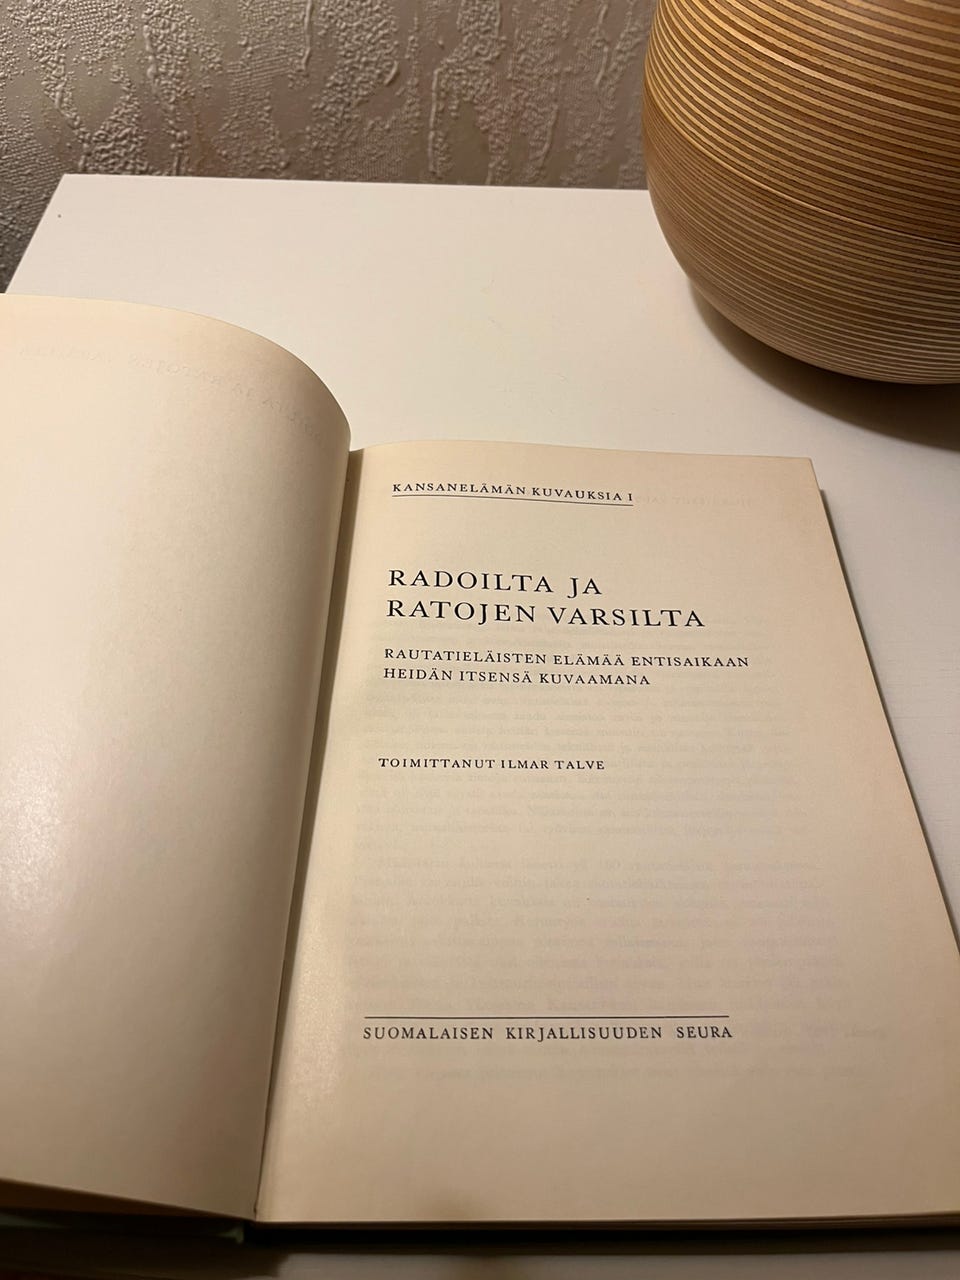 KANSANELÄMÄN KUVAUKSIA I
RADOILTA JA
RATOJEN VARSILTA
RAUTATIELÄISTEN ELÄMÄÄ ENTISAIKAAN
HEIDÄN ITSENSÄ KUVAAMANA
TOIMITTANUT ILMAR TALVE
SUOMALAISEN KIRJALLISUUDEN SEURA